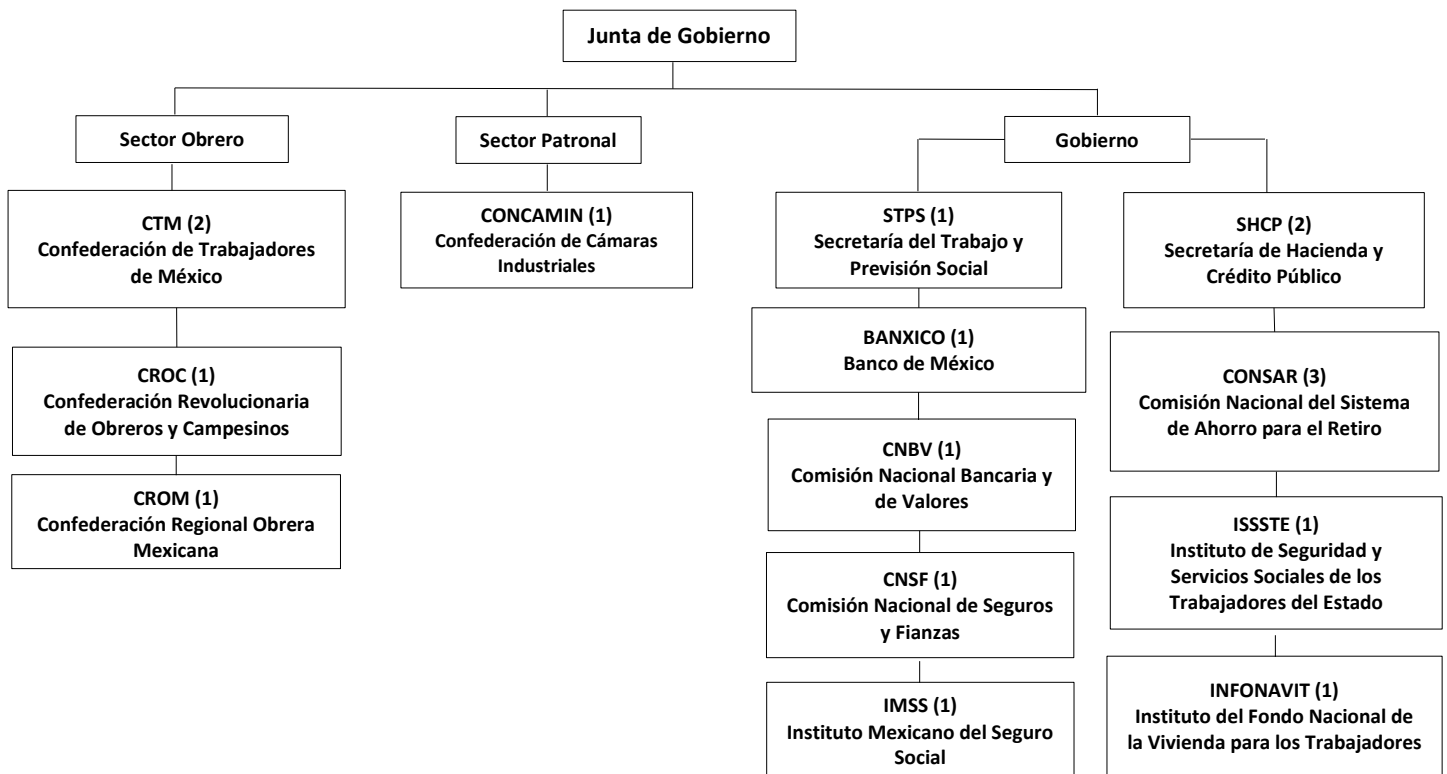 Junta de Gobierno
Sector Obrero
Sector Patronal
Gobierno
CTM (2)
Confederación de Trabajadores
de México
CROC (1)
Confederación Revolucionaria
de Obreros y Campesinos
CROM (1)
Confederación Regional Obrera
Mexicana
CONCAMIN (1)
Confederación de Cámaras
Industriales
STPS (1)
Secretaría del Trabajo y
Previsión Social
BANXICO (1)
Banco de México
CNBV (1)
Comisión Nacional Bancaria y
de Valores
CNSF (1)
Comisión Nacional de Seguros
y Fianzas
IMSS (1)
Instituto Mexicano del Seguro
Social
SHCP (2)
Secretaría de Hacienda y
Crédito Público
CONSAR (3)
Comisión Nacional del Sistema
de Ahorro para el Retiro
ISSSTE (1)
Instituto de Seguridad y
Servicios Sociales de los
Trabajadores del Estado
INFONAVIT (1)
Instituto del Fondo Nacional de
la Vivienda para los Trabajadores